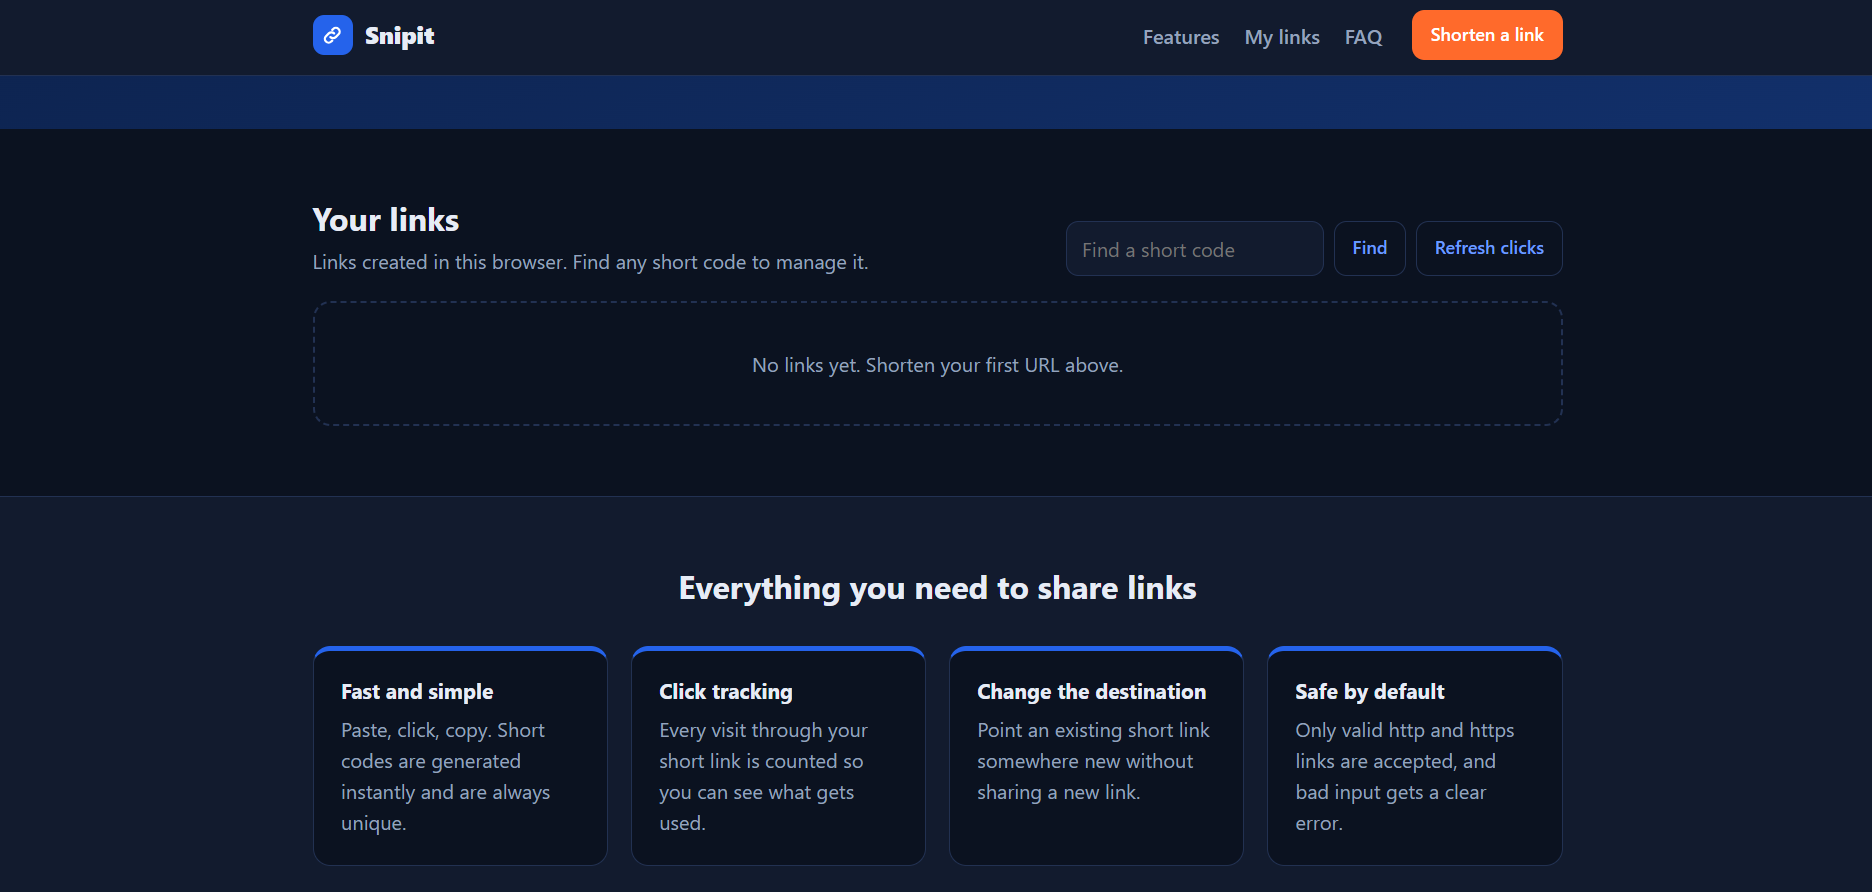 Snipit
Features
My links
FAQ
Shorten a link
Your links
Links created in this browser. Find any short code to manage it.
Find a short code
Find
Refresh clicks
No links yet. Shorten your first URL above.
Everything you need to share links
Fast and simple
Paste, click, copy. Short
codes are generated
instantly and are always
unique.
Click tracking
Every visit through your
short link is counted so
you can see what gets
used.
Change the destination
Point an existing short link
somewhere new without
sharing a new link.
Safe by default
Only valid http and https
links are accepted, and
bad input gets a clear
error.